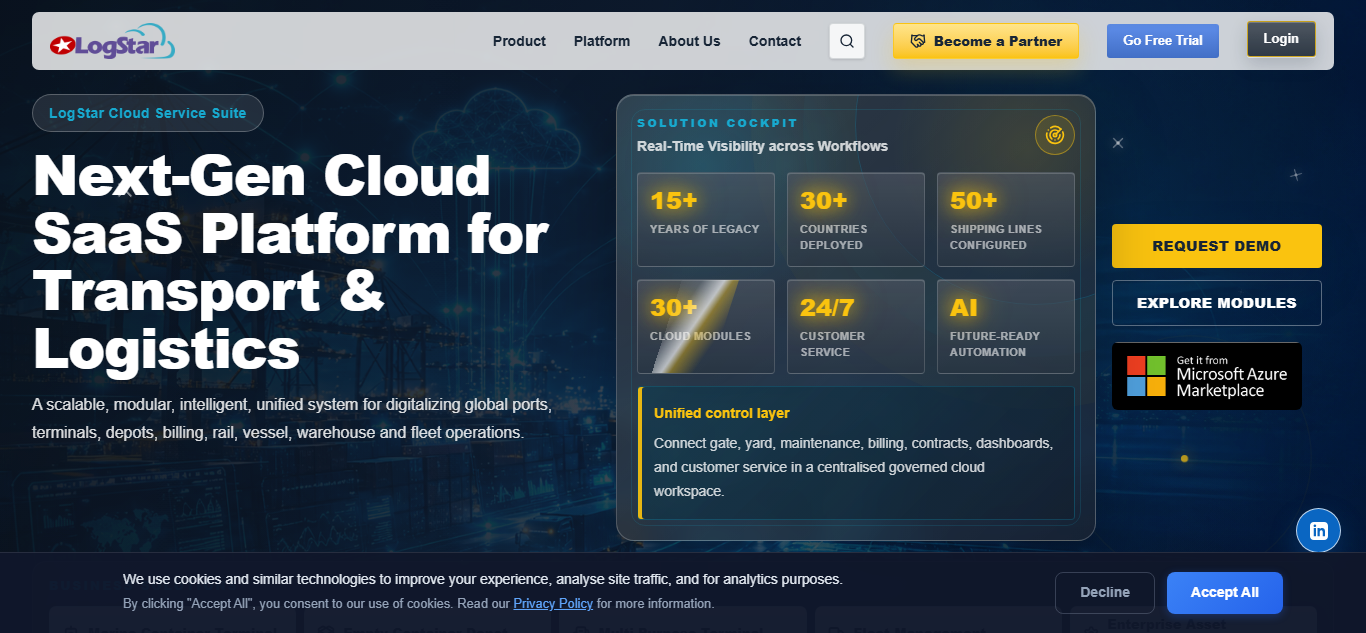 LogStar
Product
Platform
About Us
Contact
Become a Partner
Go Free Trial
Login
LogStar Cloud Service Suite
Next-Gen Cloud
SaaS Platform for
Transport &
Logistics
A scalable, modular, intelligent, unified system for digitalizing global ports,
terminals, depots, billing, rail, vessel, warehouse and fleet operations.
SOLUTION COCKPIT
Real-Time Visibility across Workflows
15+
YEARS OF LEGACY
30+
COUNTRIES
DEPLOYED
50+
SHIPPING LINES
CONFIGURED
30+
CLOUD MODULES
24/7
CUSTOMER
SERVICE
AI
FUTURE-READY
AUTOMATION
Unified control layer
Connect gate, yard, maintenance, billing, contracts, dashboards,
and customer service in a centralised governed cloud
workspace.
REQUEST DEMO
EXPLORE MODULES
Get it from
Microsoft Azure
Marketplace
in
We use cookies and similar technologies to improve your experience, analyse site traffic, and for analytics purposes.
By clicking "Accept All", you consent to our use of cookies. Read our Privacy Policy for more information.
Decline
Accept All
Enterprise Asset